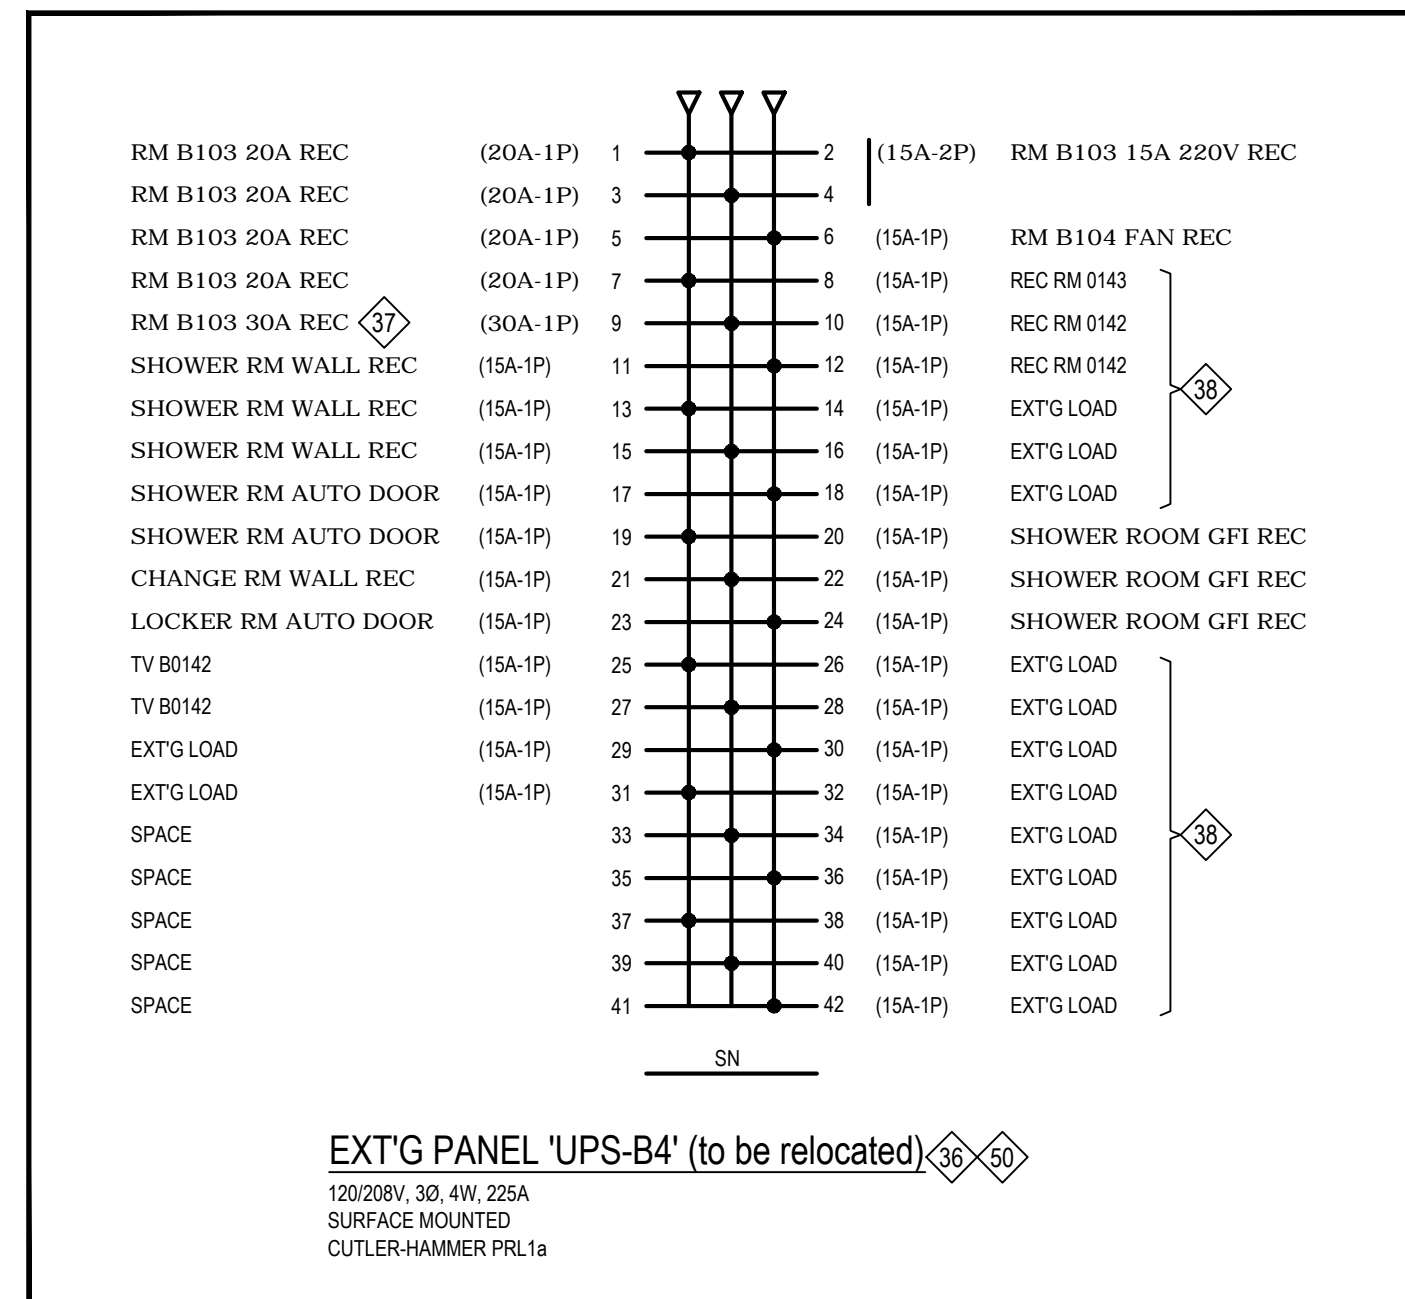 RM B103 20A REC (20A-1P) 1 2 (15A-2P) RM B103 15A 220V REC
RM B103 20A REC (20A-1P) 3 4
RM B103 20A REC (20A-1P) 5 6 (15A-1P) RM B104 FAN REC
RM B103 20A REC (20A-1P) 7 8 (15A-1P) REC RM 0143
RM B103 30A REC 37 (30A-1P) 9 10 (15A-1P) REC RM 0142
SHOWER RM WALL REC (15A-1P) 11 12 (15A-1P) REC RM 0142
38
SHOWER RM WALL REC (15A-1P) 13 14 (15A-1P) EXT'G LOAD
SHOWER RM WALL REC (15A-1P) 15 16 (15A-1P) EXT'G LOAD
SHOWER RM AUTO DOOR (15A-1P) 17 18 (15A-1P) EXT'G LOAD
SHOWER RM AUTO DOOR (15A-1P) 19 20 (15A-1P) SHOWER ROOM GFI REC
CHANGE RM WALL REC (15A-1P) 21 22 (15A-1P) SHOWER ROOM GFI REC
LOCKER RM AUTO DOOR (15A-1P) 23 24 (15A-1P) SHOWER ROOM GFI REC
TV B0142 (15A-1P) 25 26 (15A-1P) EXT'G LOAD
TV B0142 (15A-1P) 27 28 (15A-1P) EXT'G LOAD
EXT'G LOAD (15A-1P) 29 30 (15A-1P) EXT'G LOAD
EXT'G LOAD (15A-1P) 31 32 (15A-1P) EXT'G LOAD
SPACE 33 34 (15A-1P) EXT'G LOAD 38
SPACE 35 36 (15A-1P) EXT'G LOAD
SPACE 37 38 (15A-1P) EXT'G LOAD
SPACE 39 40 (15A-1P) EXT'G LOAD
SPACE 41 42 (15A-1P) EXT'G LOAD
SN
EXT'G PANEL 'UPS-B4' (to be relocated) 36 50
120/208V, 3Ø, 4W, 225A
SURFACE MOUNTED
CUTLER-HAMMER PRL1a